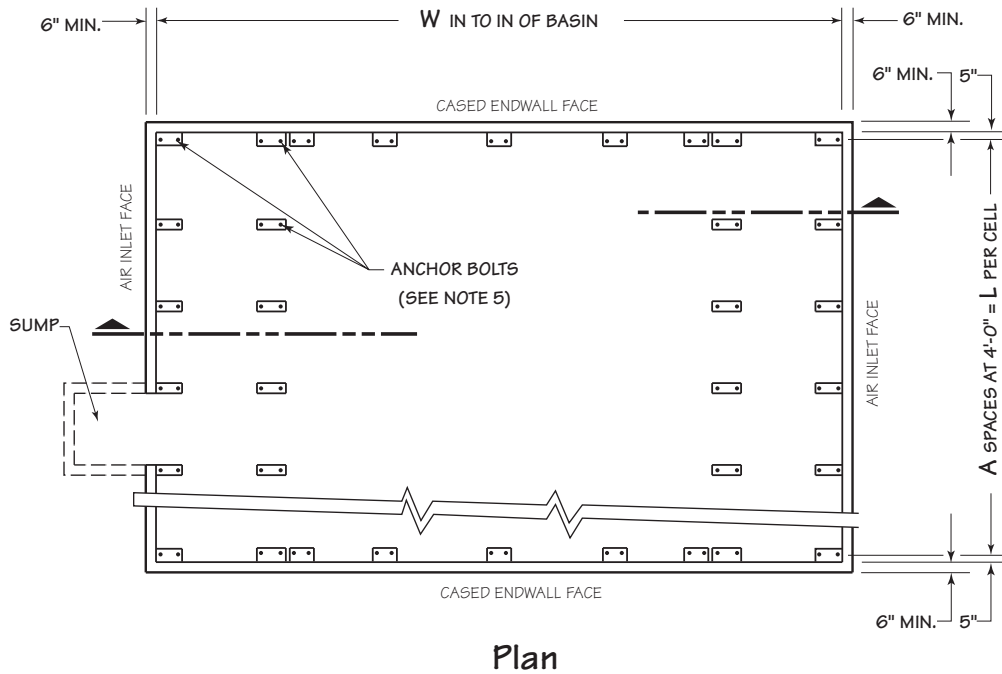 6" MIN.
W IN TO IN OF BASIN
6" MIN.
6" MIN.
5"
CASED ENDWALL FACE
AIR INLET FACE
ANCHOR BOLTS
(SEE NOTE 5)
SUMP
AIR INLET FACE
A SPACES AT 4'-0" = L PER CELL
CASED ENDWALL FACE
6" MIN.
5"
Plan